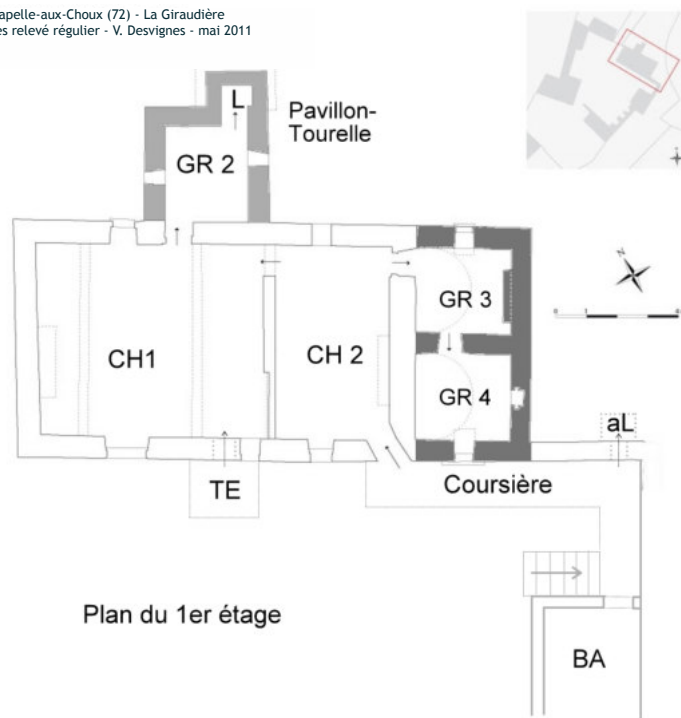 apelle-aux-Choux (72) - La Giraudière
es relevé régulier - V. Desvignes - mai 2011
Pavillon-
Tourelle
L
GR 2
N
GR 3
CH1
CH 2
GR 4
aL
TE
Coursière
Plan du 1er étage
BA